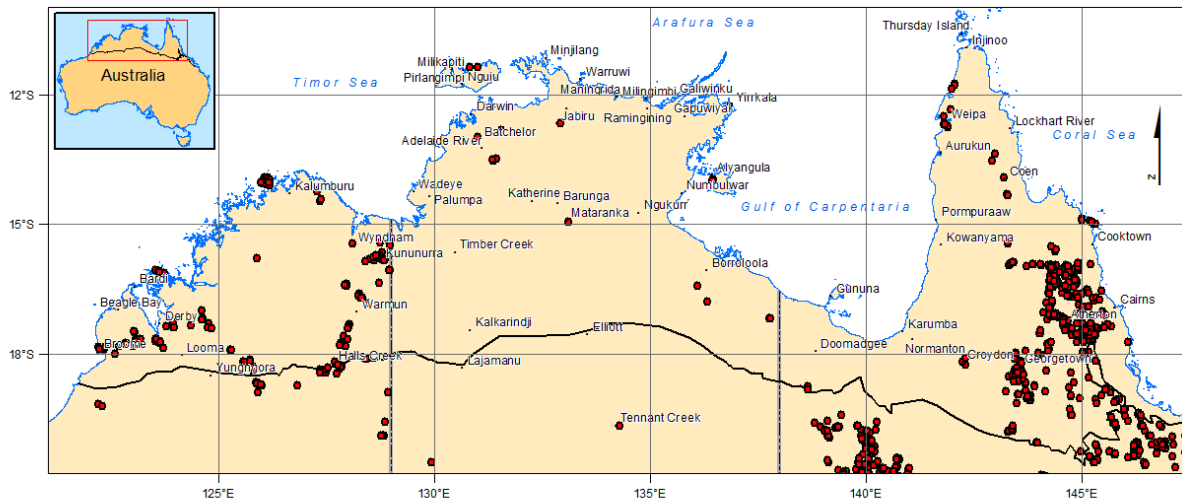 Australia
Timor Sea
Arafura Sea
Gulf of Carpentaria
Coral Sea
Thursday Island
Injinoo
Minjilang
Milikapiti
Pirlangimpi
Nguiu
Warruwi
Maningrida
Milingimbi
Galiwinku
Yirrkala
Gapuwiyak
Ramingining
12°S
Darwin
Jabiru
Batchelor
Adelaide River
Weipa
Lockhart River
Aurukun
Coen
Alyangula
Numbulwar
Kalumburu
Wadeye
Palumpa
Katherine
Barunga
Mataranka
Ngukurr
Pormpuraaw
15°S
Wyndham
Kununurra
Timber Creek
Kowanyama
Cooktown
Borroloola
Bardi
Beagle Bay
Derby
Warmun
Gununa
Cairns
Karumba
Atherton
Broome
Looma
Kalkarindji
Elliott
Doomadgee
Normanton
Croydon
Georgetown
18°S
Yungngora
Halls Creek
Lajamanu
Tennant Creek
N
125°E
130°E
135°E
140°E
145°E